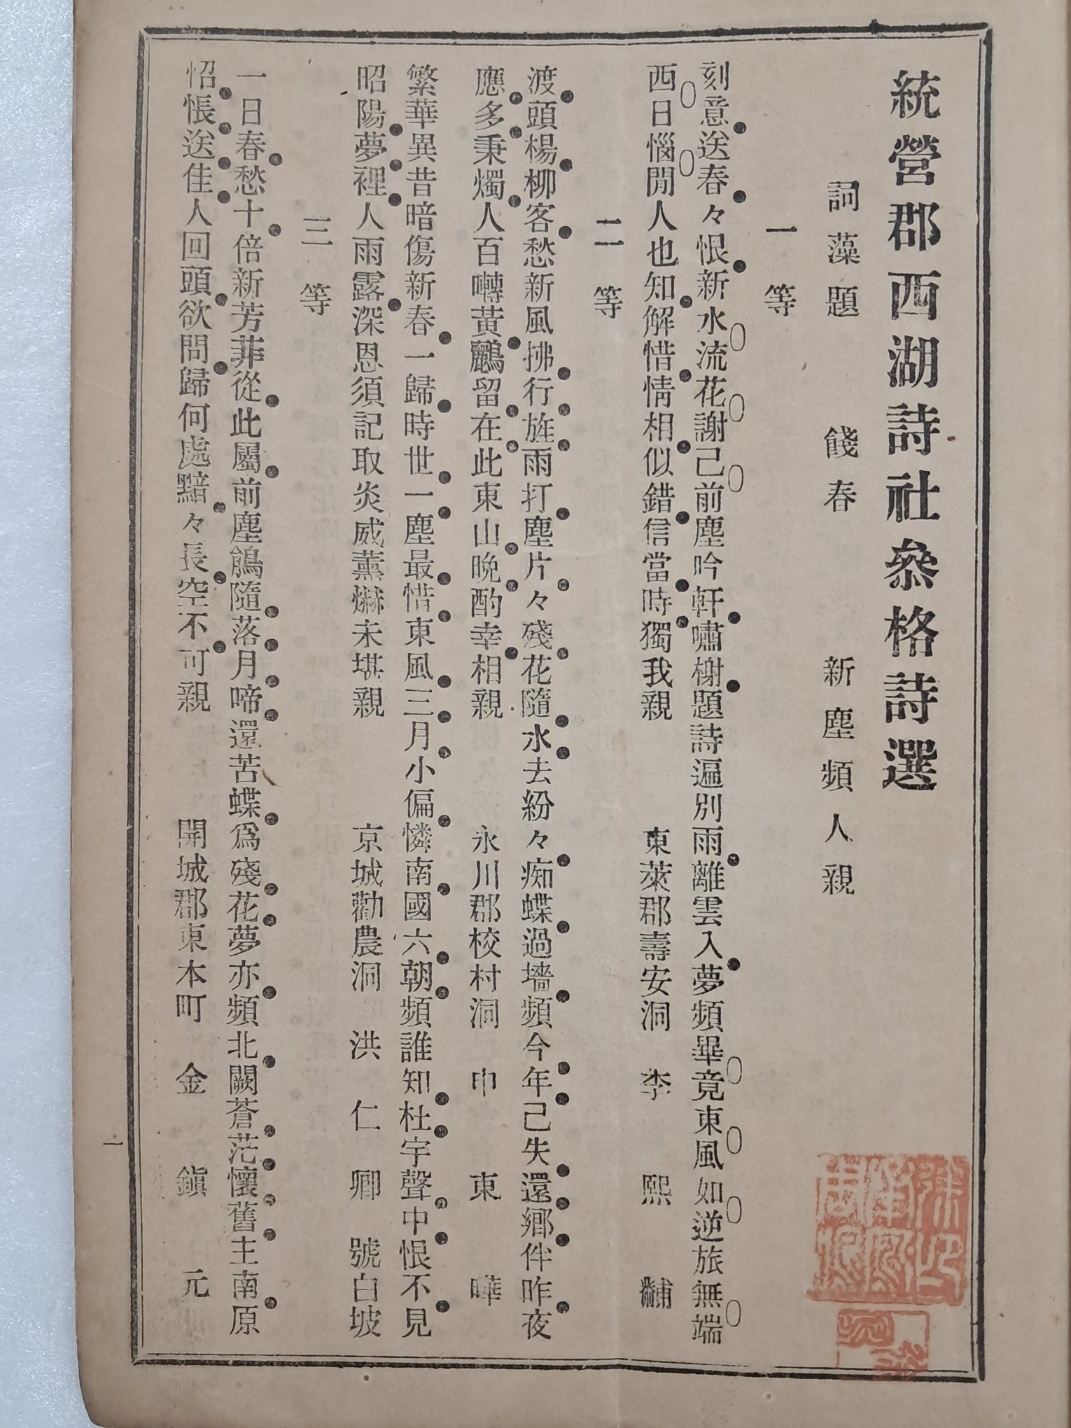 統營郡西湖詩社叅格詩選
詞藻題 餞春 新塵頻人親
一等
刻意送春々恨新水流花謝己前塵吟軒嘯榭題詩遍別雨離雲入夢頻畢竟東風如逆旅無端
西日惱閒人也知解惜情相似錯信當時獨我親 東萊郡壽安洞 李熙黼
二等
渡頭楊柳客愁新風拂行旌雨打塵片々殘花隨水去紛々痴蝶過墻頻今年己失還鄉伴昨夜
應多秉燭人百囀黃鸝留在此東山晩酌幸相親 永川郡校村洞 申東曄
繁華異昔暗傷新春一歸時世一塵最惜東風三月小偏憐南國六朝頻誰知杜宇聲中恨不見
昭陽夢裡人雨露深恩須記取炎威薰爀未堪親 京城勸農洞 洪仁卿 號白坡
三等
一日春愁十倍新芳菲從此屬前塵鵑隨落月啼還苦蝶爲殘花夢亦頻北闕蒼茫懷舊主南原
怊悵送佳人回頭欲問歸何處黯々長空不可親 開城郡東本町 金鎭元
一